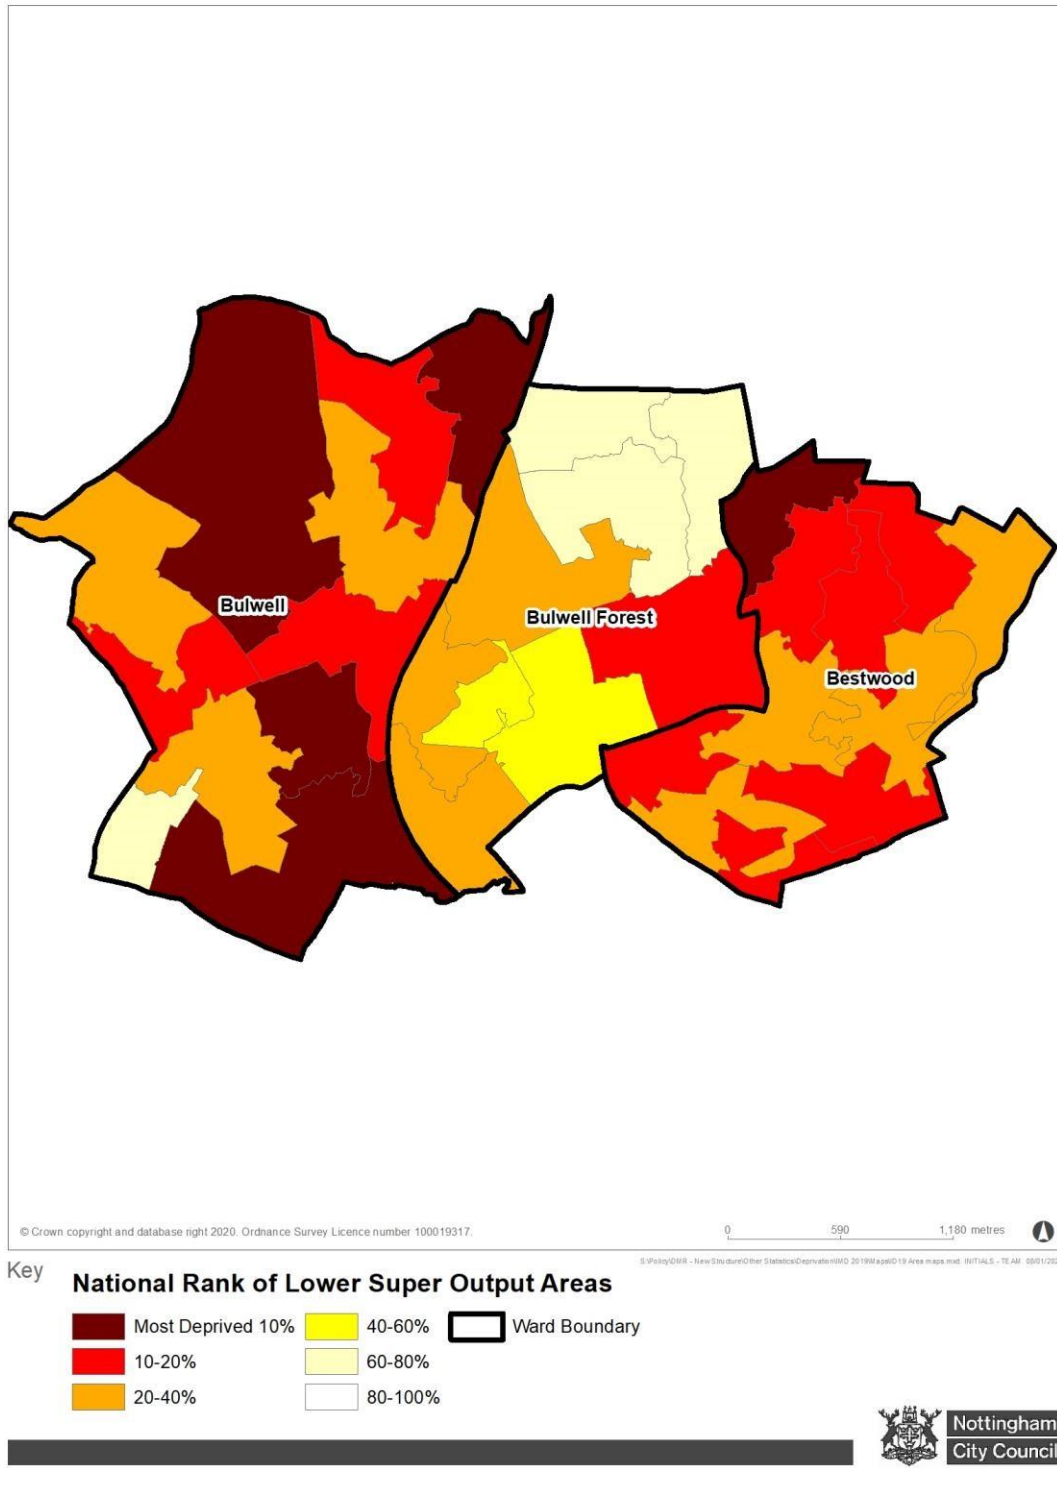 Bulwell
Bulwell Forest
Bestwood
© Crown copyright and database right 2020. Ordnance Survey Licence number 100019317.
0 590 1,180 metres
Key
National Rank of Lower Super Output Areas
Most Deprived 10% 40-60% Ward Boundary
10-20% 60-80%
20-40% 80-100%
Nottingham
City Council